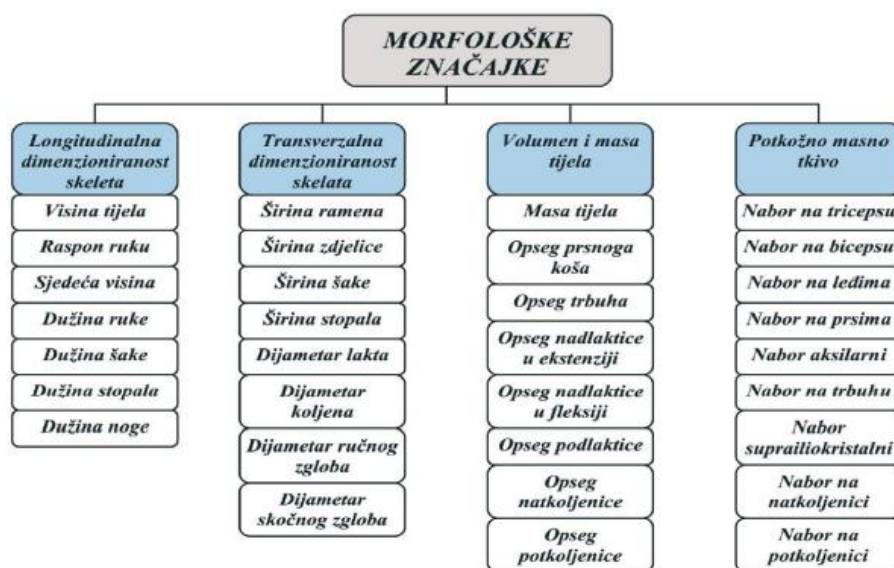 MORFOLOŠKE
ZNAČAJKE
Longitudinalna
dimenzioniranost
skeleta
Visina tijela
Raspon ruku
Sjedeća visina
Dužina ruke
Dužina šake
Dužina stopala
Dužina noge
Transverzalna
dimenzioniranost
skelata
Širina ramena
Širina zdjelice
Širina šake
Širina stopala
Dijametar lakta
Dijametar
koljena
Dijametar ručnog
zgloba
Dijametar
skočnog zgloba
Volumen i masa
tijela
Masa tijela
Opseg prsnoga
koša
Opseg trbuha
Opseg nadlaktice
u ekstenziji
Opseg nadlaktice
u fleksiji
Opseg podlaktice
Opseg
natkoljenice
Opseg
potkoljenice
Potkožno masno
tkivo
Nabor na tricepsu
Nabor na bicepsu
Nabor na leđima
Nabor na prsima
Nabor aksilarni
Nabor na trbuhu
Nabor
suprailiokristalni
Nabor na
natkoljenici
Nabor na
potkoljenici